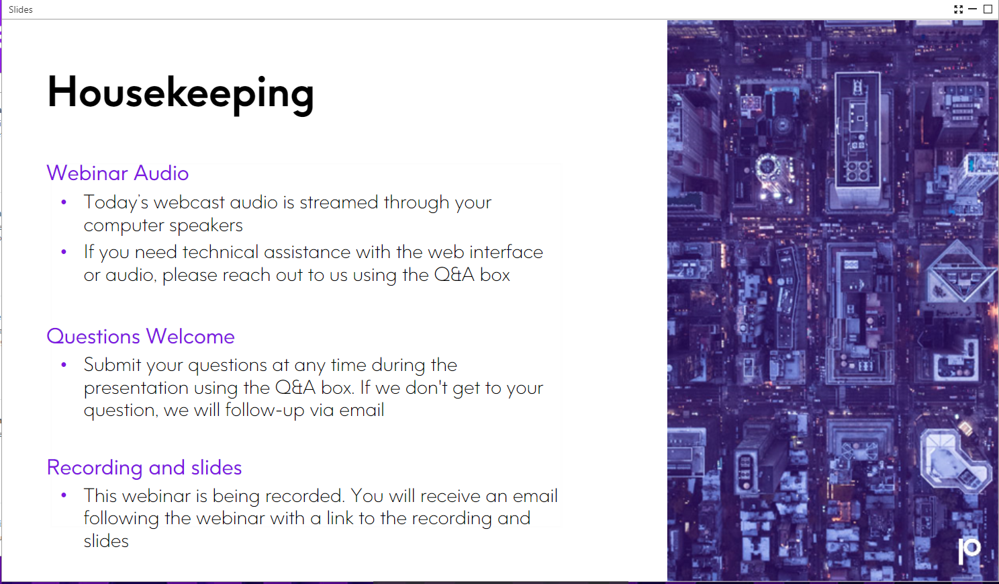 Slides
Housekeeping
Webinar Audio
• Today's webcast audio is streamed through your
computer speakers
• If you need technical assistance with the web interface
or audio, please reach out to us using the Q&A box
Questions Welcome
• Submit your questions at any time during the
presentation using the Q&A box. If we don't get to your
question, we will follow-up via email
Recording and slides
• This webinar is being recorded. You will receive an email
following the webinar with a link to the recording and
slides